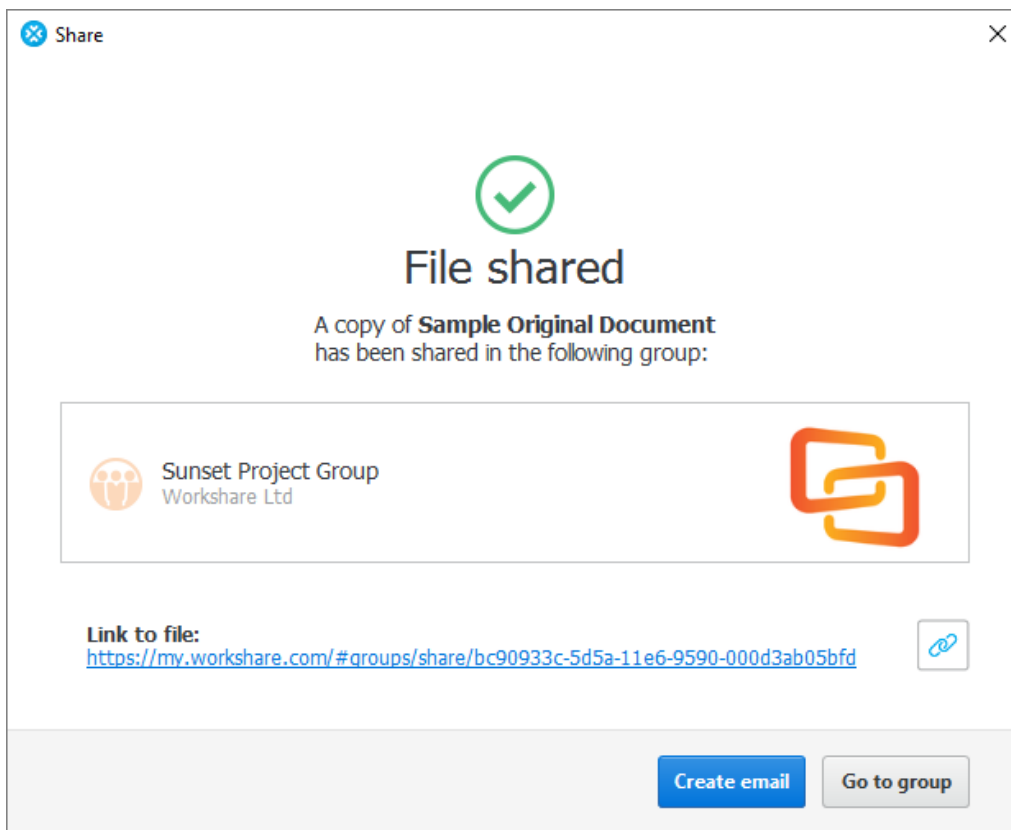 Share
File shared
A copy of Sample Original Document
has been shared in the following group:
Sunset Project Group
Workshare Ltd
Link to file:
https://my.workshare.com/#groups/share/bc90933c-5d5a-11e6-9590-000d3ab05bfd
Create email
Go to group